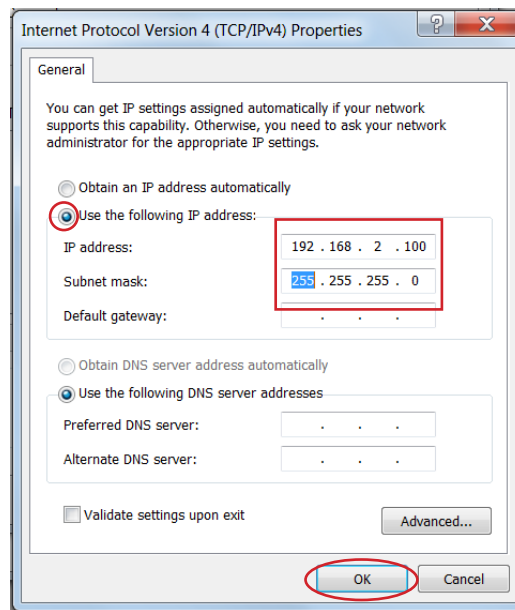 Internet Protocol Version 4 (TCP/IPv4) Properties
General
You can get IP settings assigned automatically if your network
supports this capability. Otherwise, you need to ask your network
administrator for the appropriate IP settings.
Obtain an IP address automatically
Use the following IP address:
IP address: 192 . 168 . 2 . 100
Subnet mask: 255 . 255 . 255 . 0
Default gateway: . . .
Obtain DNS server address automatically
Use the following DNS server addresses
Preferred DNS server: . . .
Alternate DNS server: . . .
Validate settings upon exit
Advanced...
OK Cancel